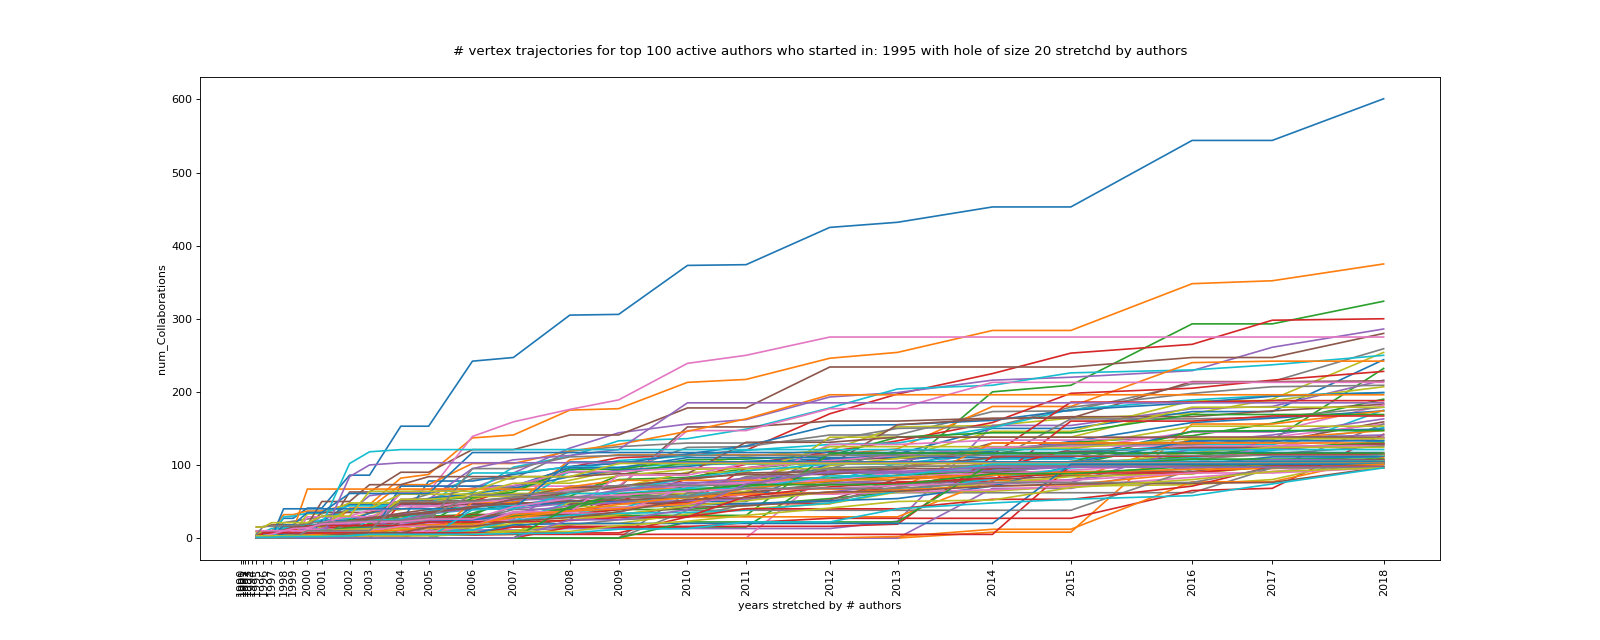 # vertex trajectories for top 100 active authors who started in: 1995 with hole of size 20 stretchd by authors
num_Collaborations
600
500
400
300
200
100
0
1997 1998 1999 2000 2001 2002 2003 2004 2005 2006 2007 2008 2009 2010 2011 2012 2013 2014 2015 2016 2017 2018
years stretched by # authors